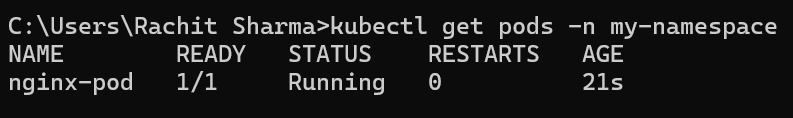 C:\Users\Rachit Sharma>kubectl get pods -n my-namespace
NAME        READY   STATUS    RESTARTS   AGE
nginx-pod   1/1     Running   0          21s